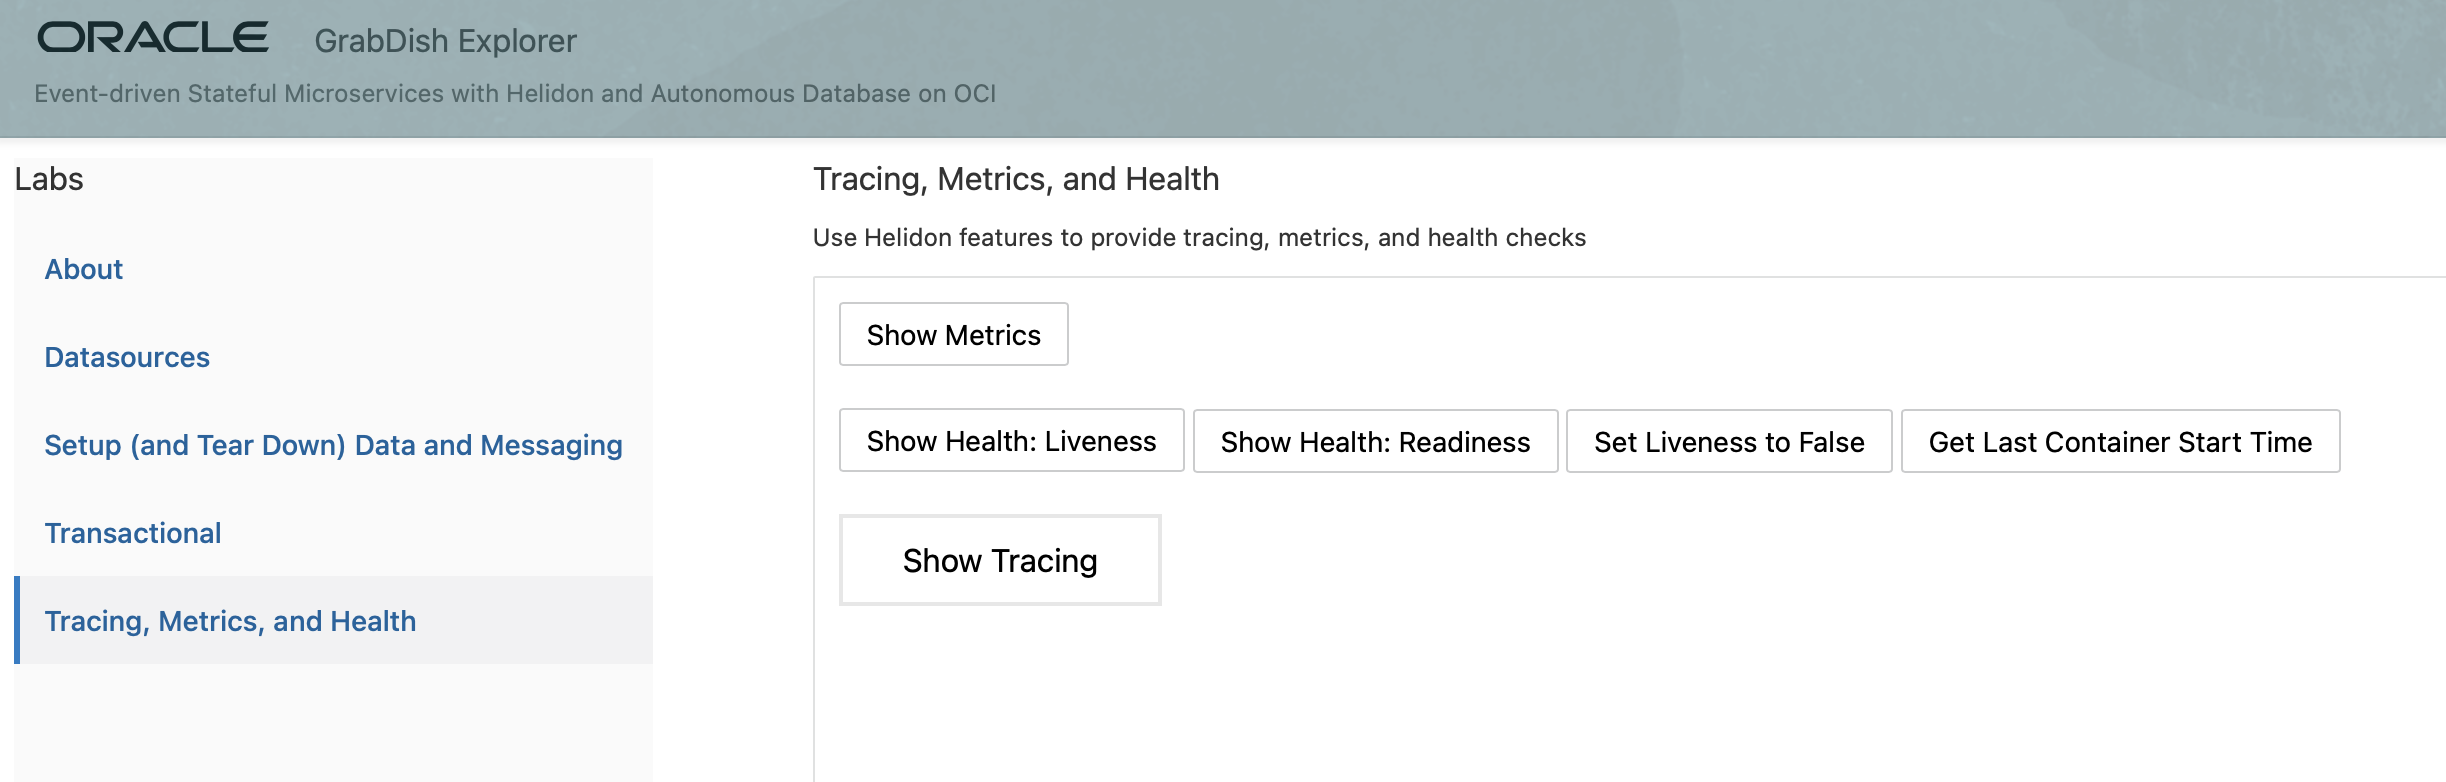 ORACLE GrabDish Explorer
Event-driven Stateful Microservices with Helidon and Autonomous Database on OCI
Labs
About
Datasources
Setup (and Tear Down) Data and Messaging
Transactional
Tracing, Metrics, and Health
Tracing, Metrics, and Health
Use Helidon features to provide tracing, metrics, and health checks
Show Metrics
Show Health: Liveness Show Health: Readiness Set Liveness to False Get Last Container Start Time
Show Tracing